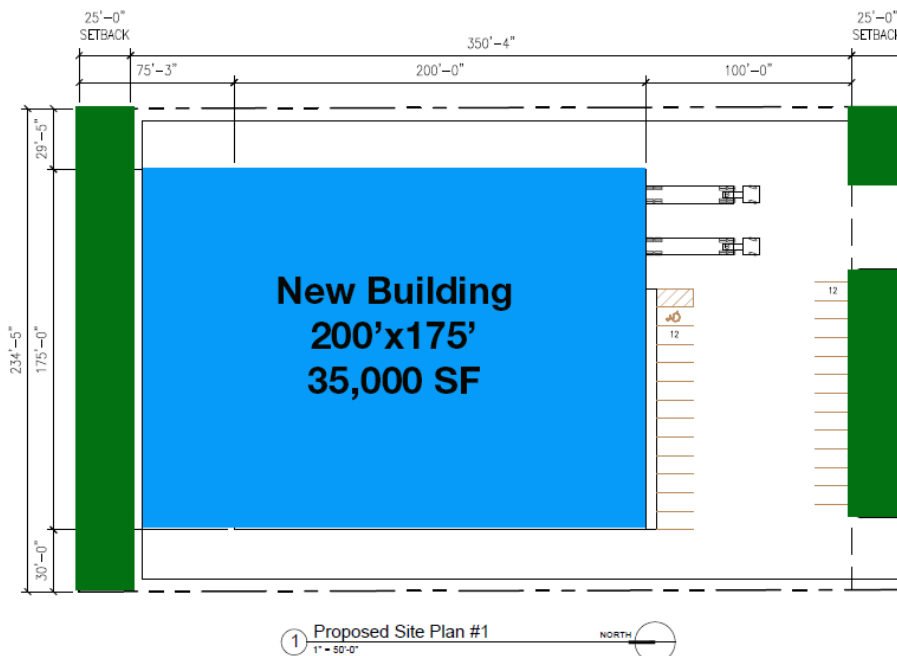 25'-0"
SETBACK
25'-0"
SETBACK
350'-4"
75'-3"
200'-0"
100'-0"
29'-5"
234'-5"
175'-0"
30'-0"
New Building
200'x175'
35,000 SF
12
12
1
Proposed Site Plan #1
1" = 50'-0"
NORTH